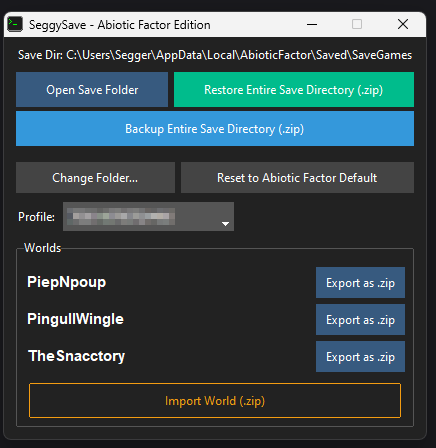 SeggySave - Abiotic Factor Edition
Save Dir: C:\Users\Segger\AppData\Local\AbioticFactor\Saved\SaveGames
Open Save Folder
Restore Entire Save Directory (.zip)
Backup Entire Save Directory (.zip)
Change Folder...
Reset to Abiotic Factor Default
Profile:
Worlds
PiepNpoup
Export as .zip
PingullWingle
Export as .zip
The Snacctory
Export as .zip
Import World (.zip)